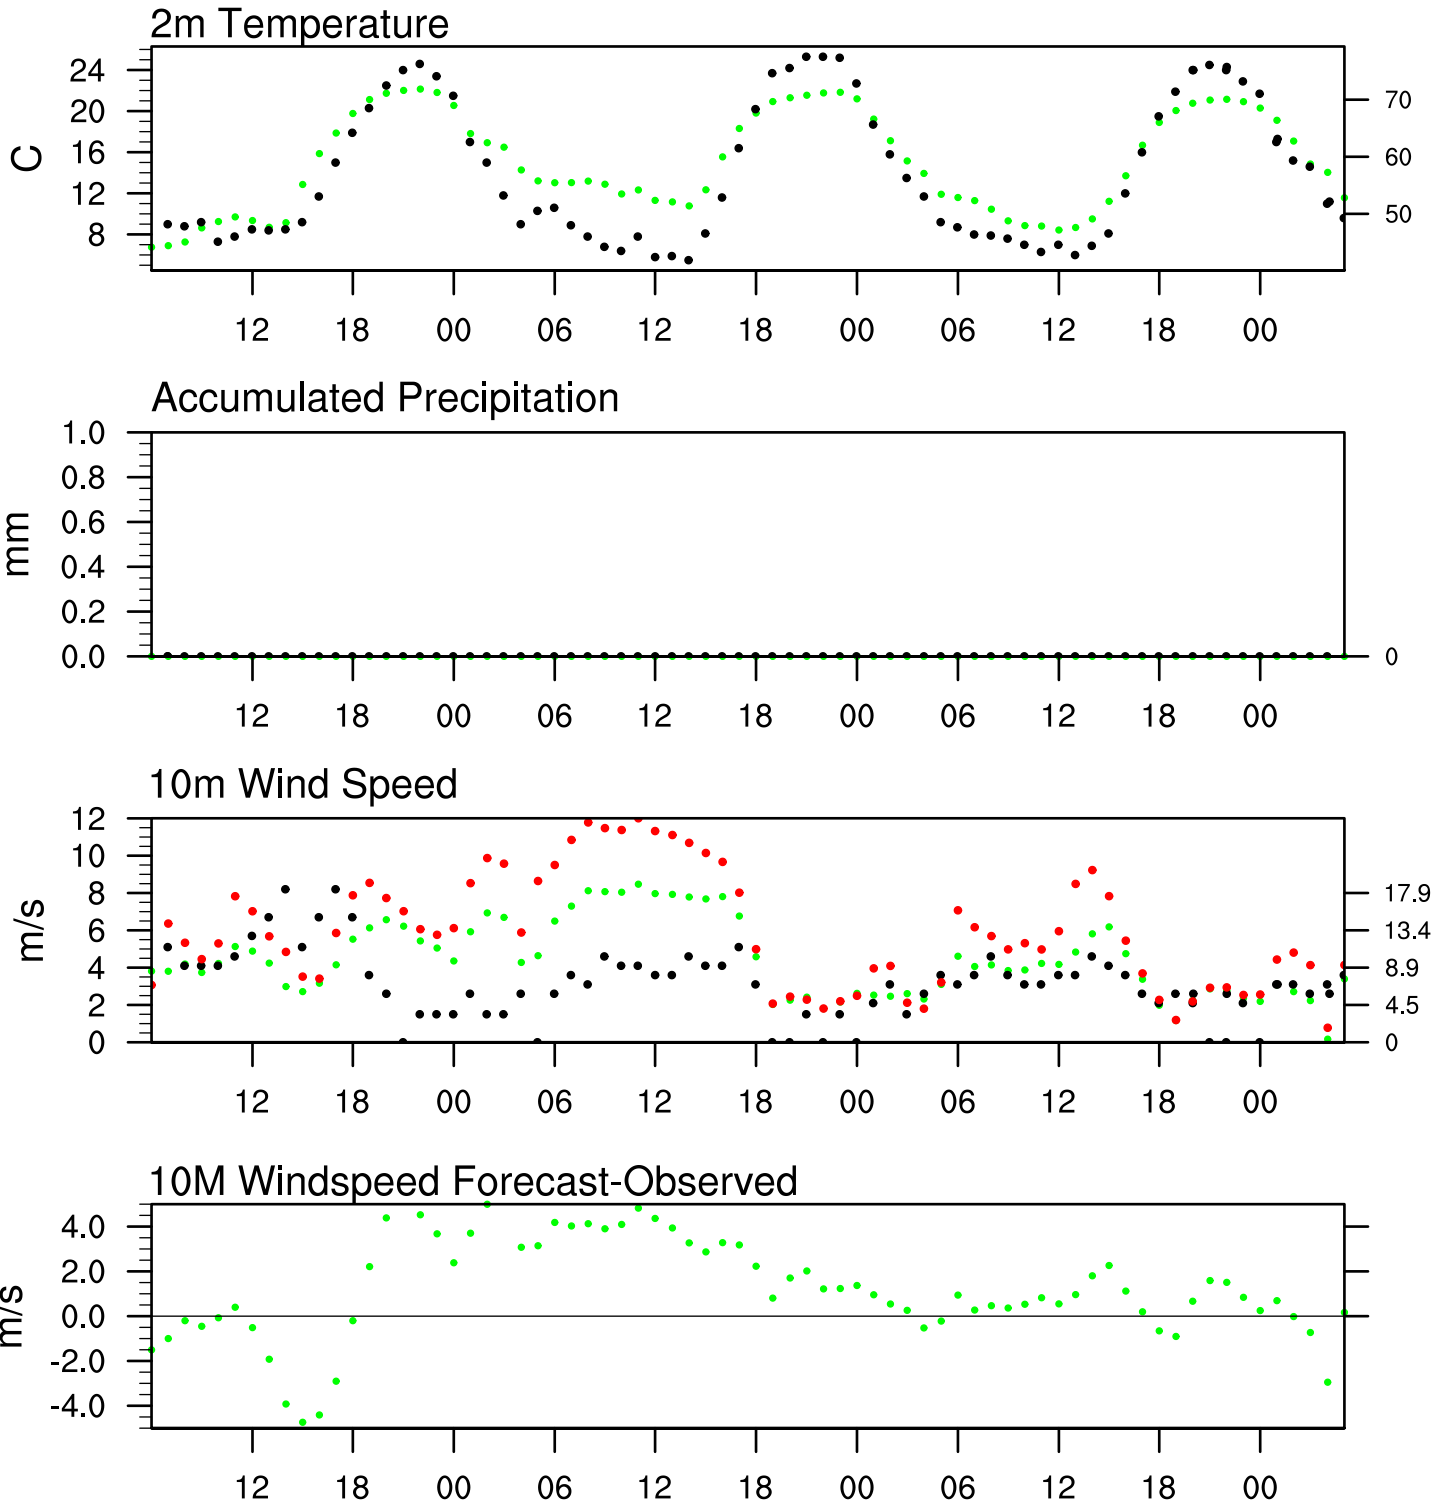 2m Temperature
24
20
16
12
8
C
70
60
50
12 18 00 06 12 18 00 06 12 18 00
Accumulated Precipitation
1.0
0.8
0.6
0.4
0.2
0.0
mm
0
12 18 00 06 12 18 00 06 12 18 00
10m Wind Speed
12
10
8
6
4
2
0
m/s
17.9
13.4
8.9
4.5
0
12 18 00 06 12 18 00 06 12 18 00
10M Windspeed Forecast-Observed
4.0
2.0
0.0
-2.0
-4.0
m/s
12 18 00 06 12 18 00 06 12 18 00